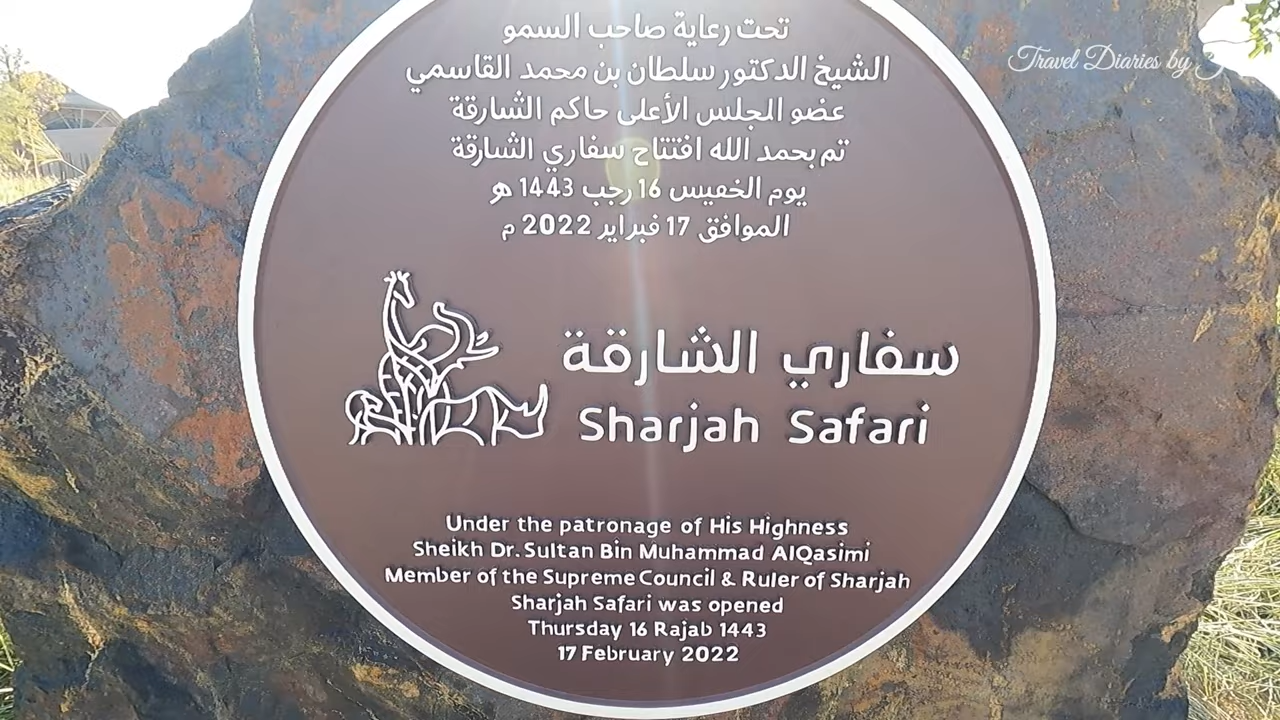 تحت رعاية صاحب السمو
الشيخ الدكتور سلطان بن محمد القاسمي
عضو المجلس الأعلى حاكم الشارقة
تم بحمد الله افتتاح سفاري الشارقة
يوم الخميس 16 رجب 1443 هـ
الموافق 17 فبراير 2022 م
سفاري الشارقة
Sharjah Safari
Under the patronage of His Highness
Sheikh Dr. Sultan Bin Muhammad AlQasimi
Member of the Supreme Council & Ruler of Sharjah
Sharjah Safari was opened
Thursday 16 Rajab 1443
17 February 2022
Travel Diaries by